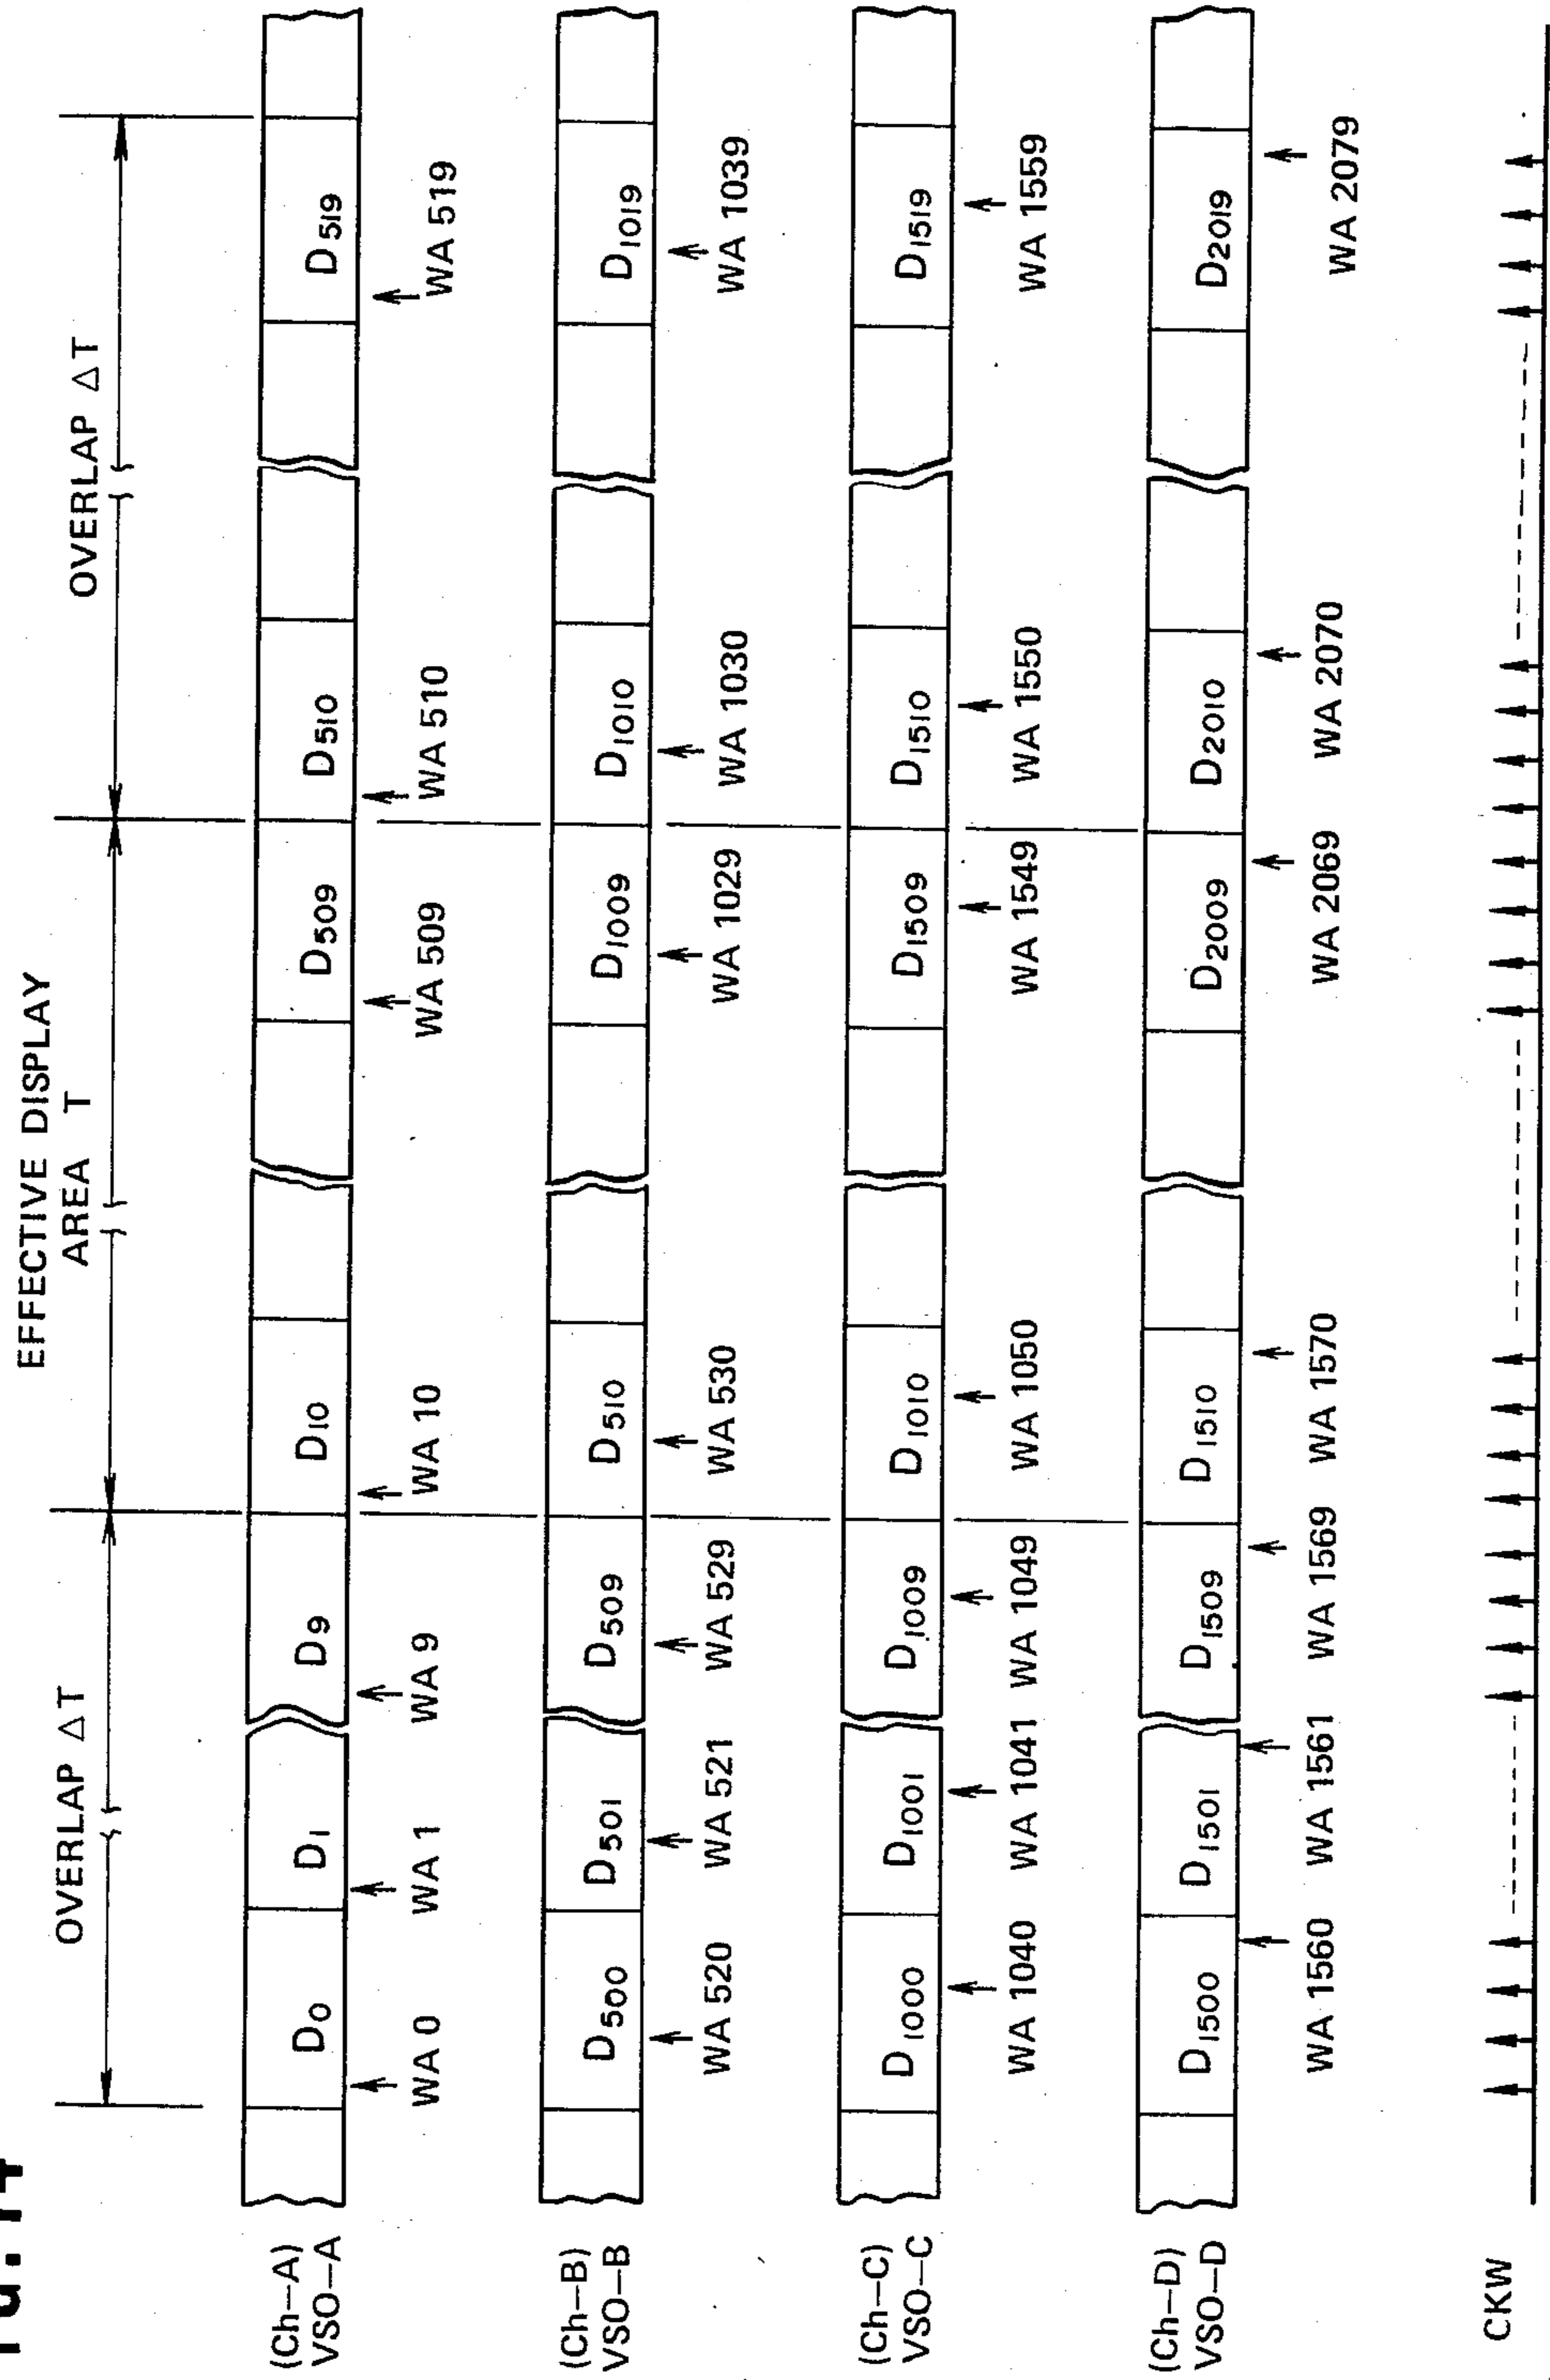 EFFECTIVE DISPLAY
AREA T
OVERLAP ΔT
OVERLAP ΔT
(Ch-A)
VSO-A
D0 D1 D9 D10 D509 D510 D519
WA 0 WA 1 WA 9 WA 10 WA 509 WA 510 WA 519
(Ch-B)
VSO-B
D500 D501 D509 D510 D1009 D1010 D1019
WA 520 WA 521 WA 529 WA 530 WA 1029 WA 1030 WA 1039
(Ch-C)
VSO-C
D1000 D1001 D1009 D1010 D1509 D1510 D1519
WA 1040 WA 1041 WA 1049 WA 1050 WA 1549 WA 1550 WA 1559
(Ch-D)
VSO-D
D1500 D1501 D1509 D1510 D2009 D2010 D2019
WA 1560 WA 1561 WA 1569 WA 1570 WA 2069 WA 2070 WA 2079
CKW